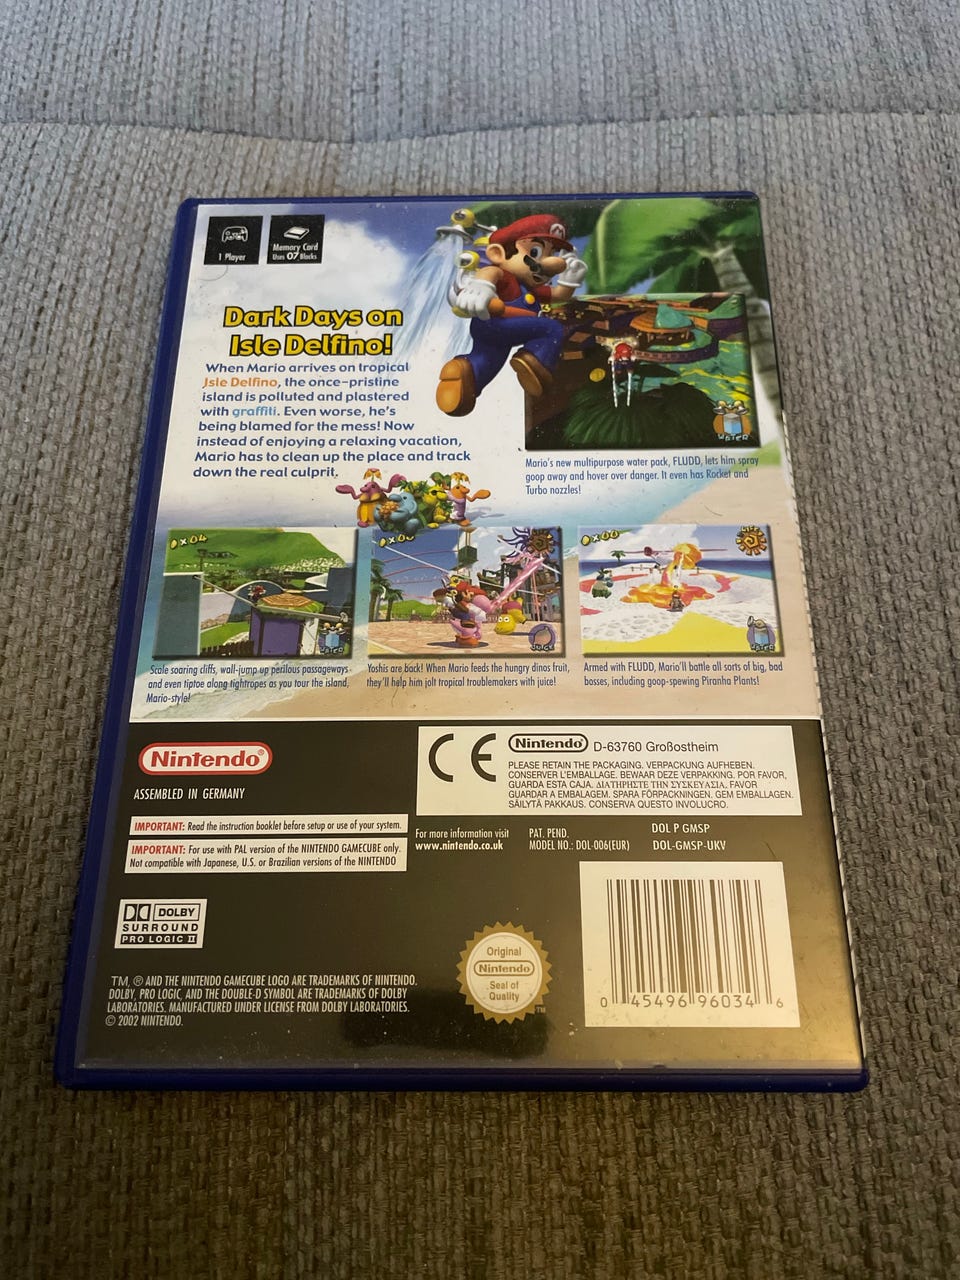 1 Player
Memory Card
Uses 07 Blocks
Dark Days on
Isle Delfino!
When Mario arrives on tropical
Isle Delfino, the once-pristine
island is polluted and plastered
with graffiti. Even worse, he's
being blamed for the mess! Now
instead of enjoying a relaxing vacation,
Mario has to clean up the place and track
down the real culprit.
WATER
Mario's new multipurpose water pack, FLUDD, lets him spray
goop away and hover over danger. It even has Rocket and
Turbo nozzles!
0×04
WATER
Scale soaring cliffs, wall-jump up perilous passageways
and even tiptoe along tightropes as you tour the island,
Mario-style!
JUICE
Yoshis are back! When Mario feeds the hungry dinos fruit,
they'll help him jolt tropical troublemakers with juice!
LIFE
WATER
Armed with FLUDD, Mario'll battle all sorts of big, bad
bosses, including goop-spewing Piranha Plants!
Nintendo®
ASSEMBLED IN GERMANY
IMPORTANT: Read the instruction booklet before setup or use of your system.
IMPORTANT: For use with PAL version of the NINTENDO GAMECUBE only.
Not compatible with Japanese, U.S. or Brazilian versions of the NINTENDO
CE Nintendo® D-63760 Großostheim
PLEASE RETAIN THE PACKAGING. VERPACKUNG AUFHEBEN.
CONSERVER L'EMBALLAGE. BEWAAR DEZE VERPAKKING. POR FAVOR,
GUARDA ESTA CAJA. ΔΙΑΤΗΡΗΣΤΕ ΤΗΝ ΣΥΣΚΕΥΑΣΙΑ. FAVOR
GUARDAR A EMBALAGEM. SPARA FÖRPACKNINGEN. GEM EMBALLAGEN.
SÄILYTÄ PAKKAUS. CONSERVA QUESTO INVOLUCRO.
For more information visit
www.nintendo.co.uk
PAT. PEND.
MODEL NO.: DOL-006(EUR)
DOL P GMSP
DOL-GMSP-UKV
DOLBY
SURROUND
PRO LOGIC II
Original
Nintendo®
Seal of
Quality
TM
0 45496 96034 6
TM, ® AND THE NINTENDO GAMECUBE LOGO ARE TRADEMARKS OF NINTENDO.
DOLBY, PRO LOGIC, AND THE DOUBLE-D SYMBOL ARE TRADEMARKS OF DOLBY
LABORATORIES. MANUFACTURED UNDER LICENSE FROM DOLBY LABORATORIES.
© 2002 NINTENDO.